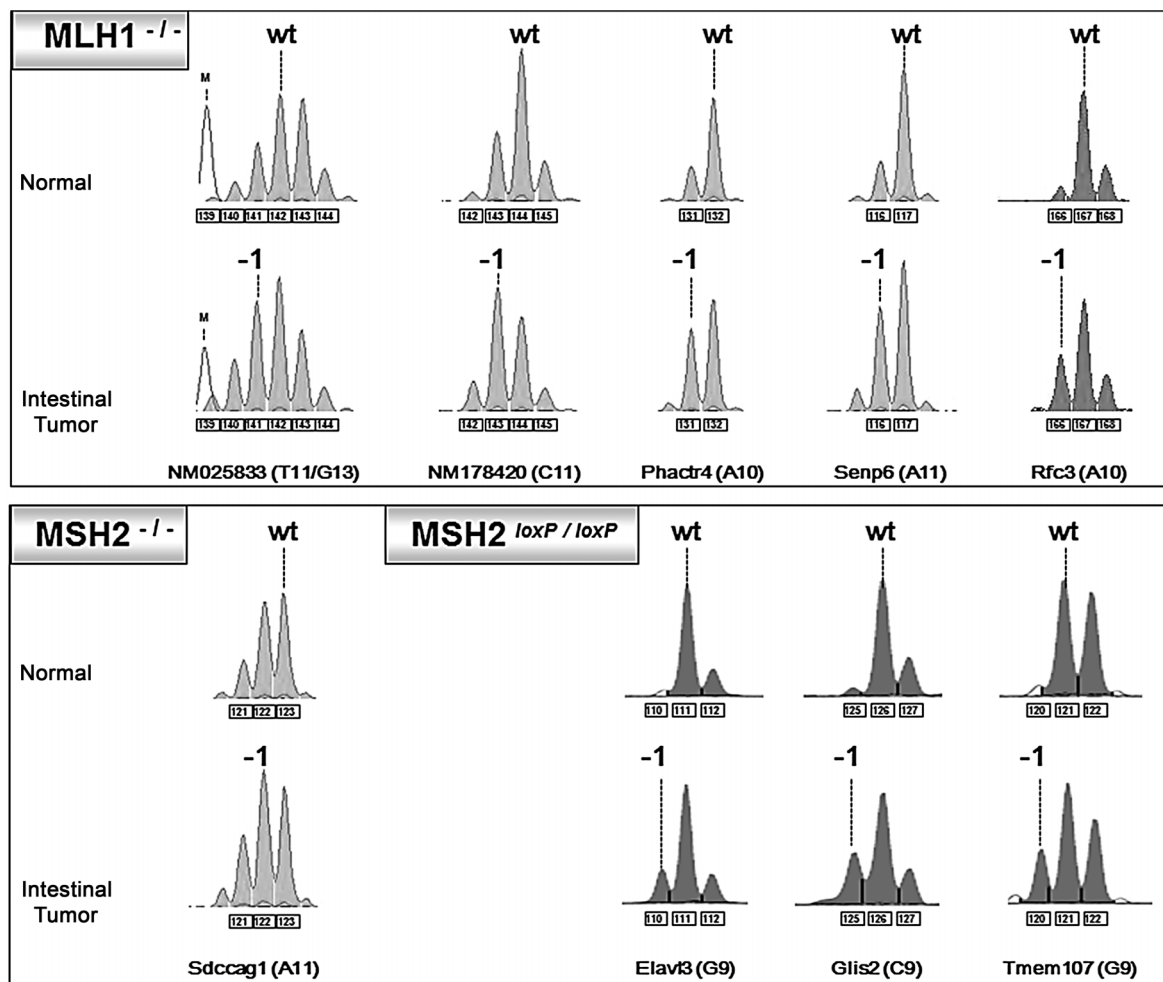 MLH1 -/-
wt wt wt wt wt
M
Normal
139 140 141 142 143 144 142 143 144 145 131 132 116 117 166 167 168
-1 -1 -1 -1 -1
M
Intestinal
Tumor
139 140 141 142 143 144 142 143 144 145 131 132 116 117 166 167 168
NM025833 (T11/G13) NM178420 (C11) Phactr4 (A10) Senp6 (A11) Rfc3 (A10)
MSH2 -/- MSH2 loxP / loxP
wt wt wt wt
Normal
121 122 123 110 111 112 125 126 127 120 121 122
-1 -1 -1 -1
Intestinal
Tumor
121 122 123 110 111 112 125 126 127 120 121 122
Sdccag1 (A11) Elavl3 (G9) Glis2 (C9) Tmem107 (G9)